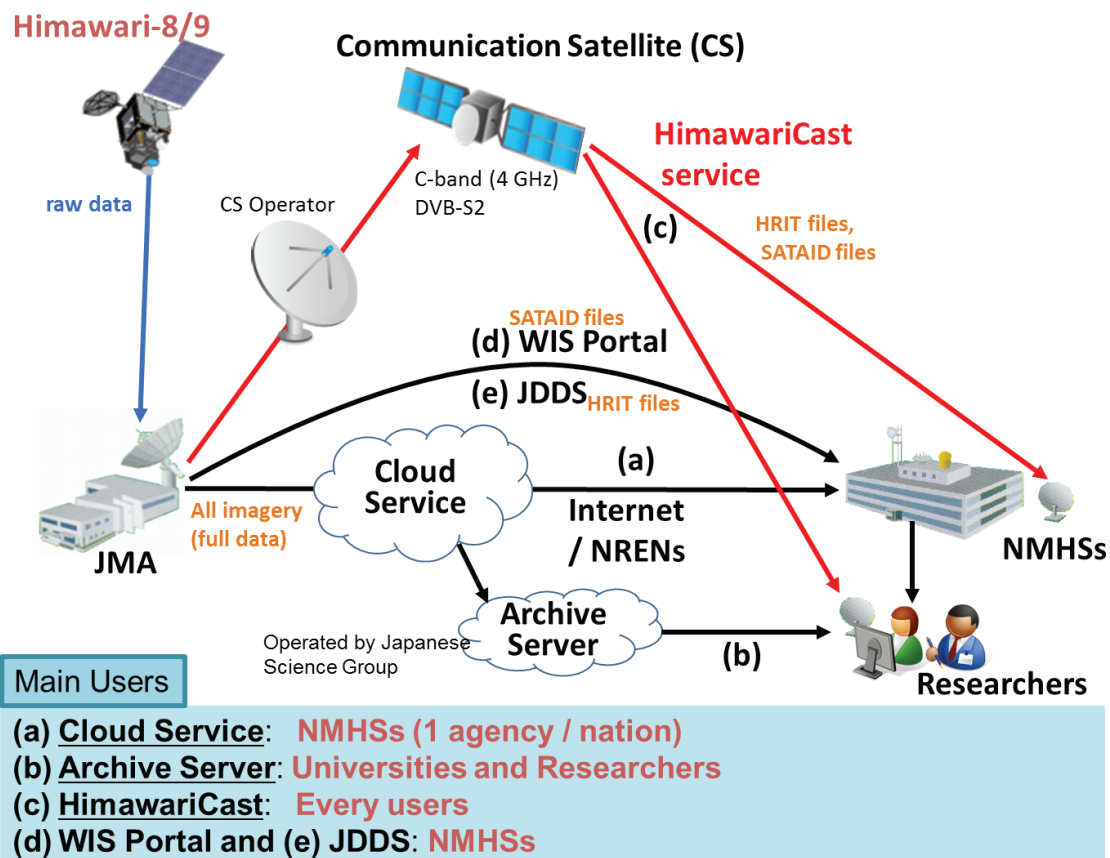 Himawari-8/9
Communication Satellite (CS)
HimawariCast
service
raw data
CS Operator
C-band (4 GHz)
DVB-S2
(c)
HRIT files,
SATAID files
SATAID files
(d) WIS Portal
(e) JDDS
HRIT files
Cloud
Service
(a)
All imagery
(full data)
Internet
/ NRENs
JMA
NMHSs
Archive
Server
Operated by Japanese
Science Group
(b)
Researchers
Main Users
(a) Cloud Service: NMHSs (1 agency / nation)
(b) Archive Server: Universities and Researchers
(c) HimawariCast: Every users
(d) WIS Portal and (e) JDDS: NMHSs